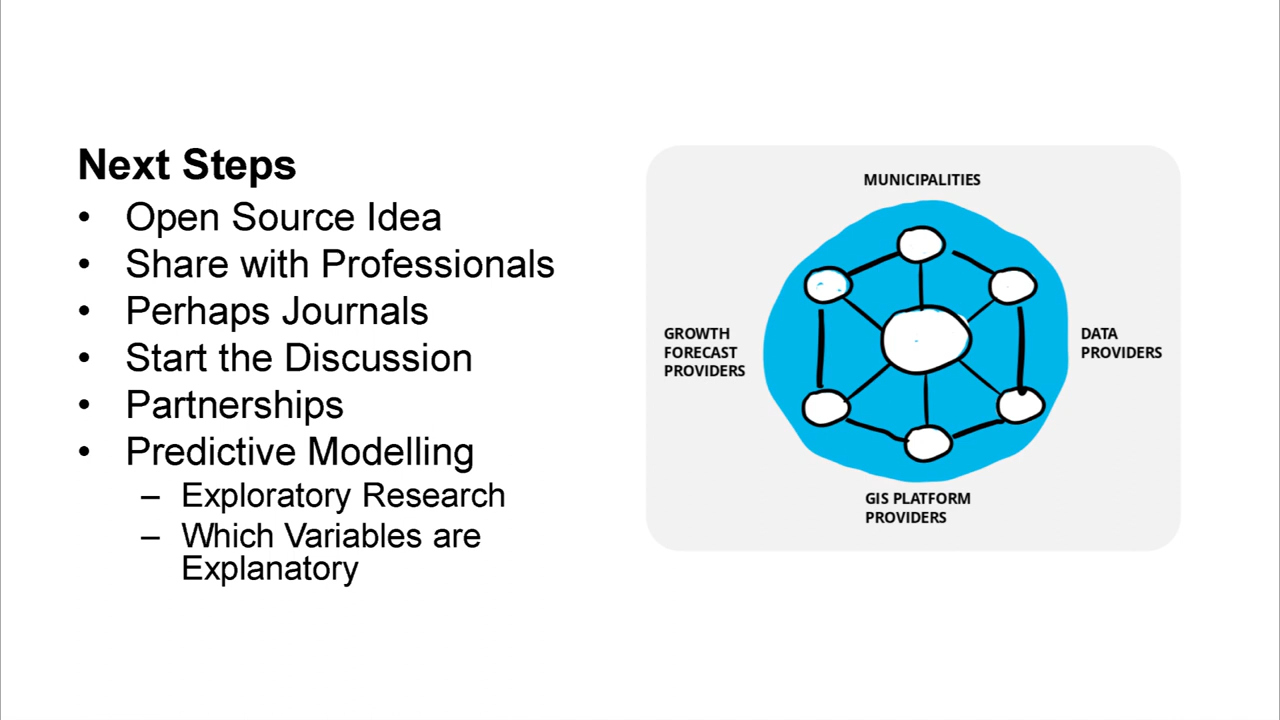 Next Steps
• Open Source Idea
• Share with Professionals
• Perhaps Journals
• Start the Discussion
• Partnerships
• Predictive Modelling
– Exploratory Research
– Which Variables are
Explanatory
MUNICIPALITIES
GROWTH
FORECAST
PROVIDERS
DATA
PROVIDERS
GIS PLATFORM
PROVIDERS